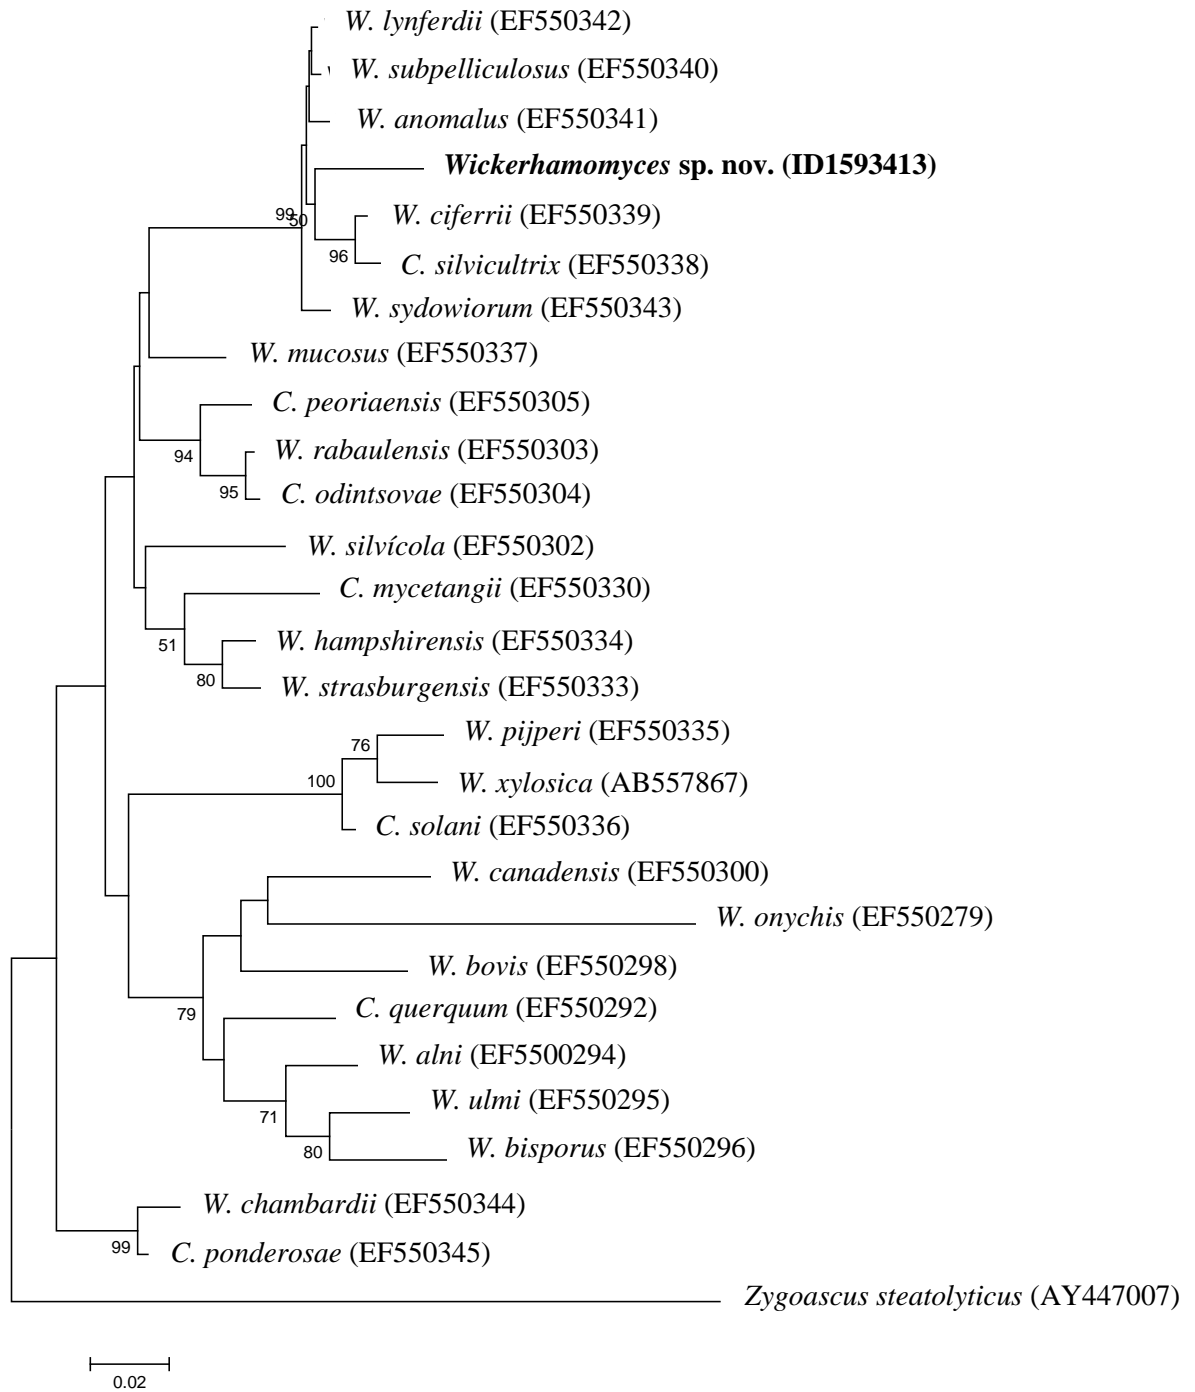 W. lynferdii (EF550342)
W. subpelliculosus (EF550340)
W. anomalus (EF550341)
Wickerhamomyces sp. nov. (ID1593413)
99
50
W. ciferrii (EF550339)
96
C. silvicultrix (EF550338)
W. sydowiorum (EF550343)
W. mucosus (EF550337)
C. peoriaensis (EF550305)
94
W. rabaulensis (EF550303)
95
C. odintsovae (EF550304)
W. silvícola (EF550302)
C. mycetangii (EF550330)
51
W. hampshirensis (EF550334)
80
W. strasburgensis (EF550333)
W. pijperi (EF550335)
76
100
W. xylosica (AB557867)
C. solani (EF550336)
W. canadensis (EF550300)
W. onychis (EF550279)
W. bovis (EF550298)
79
C. querquum (EF550292)
W. alni (EF5500294)
71
W. ulmi (EF550295)
80
W. bisporus (EF550296)
W. chambardii (EF550344)
99
C. ponderosae (EF550345)
Zygoascus steatolyticus (AY447007)
0.02